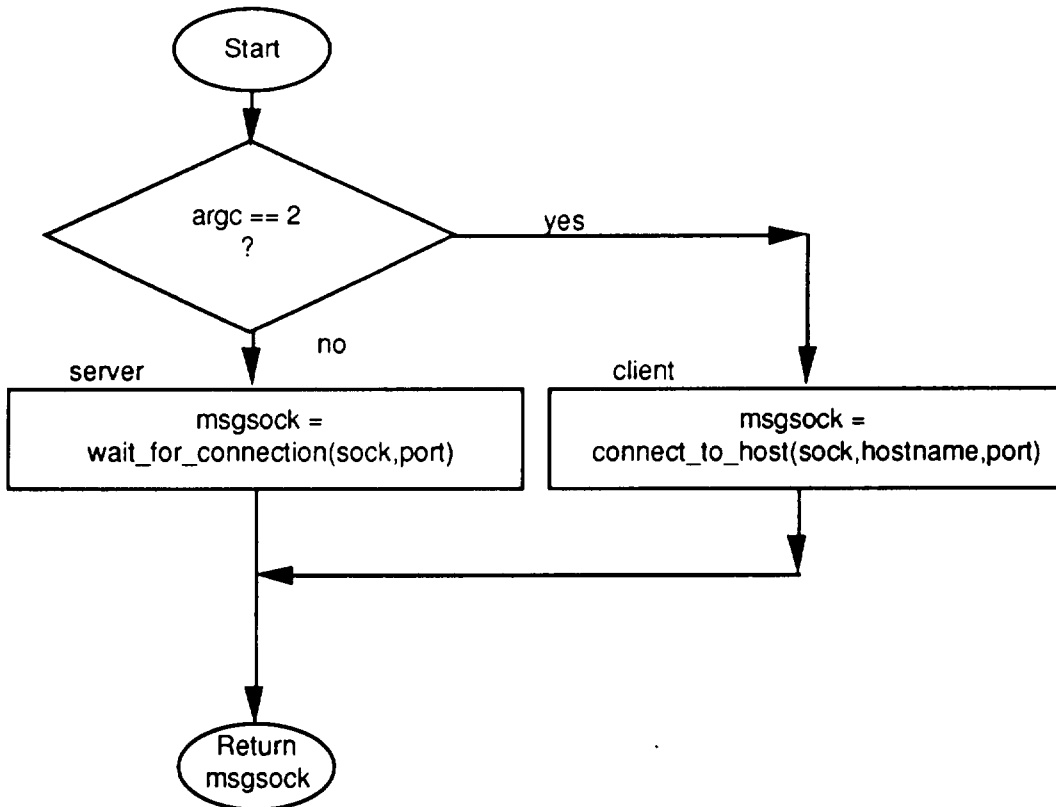 Start
argc == 2
?
yes
no
server
client
msgsock =
wait_for_connection(sock,port)
msgsock =
connect_to_host(sock,hostname,port)
Return
msgsock